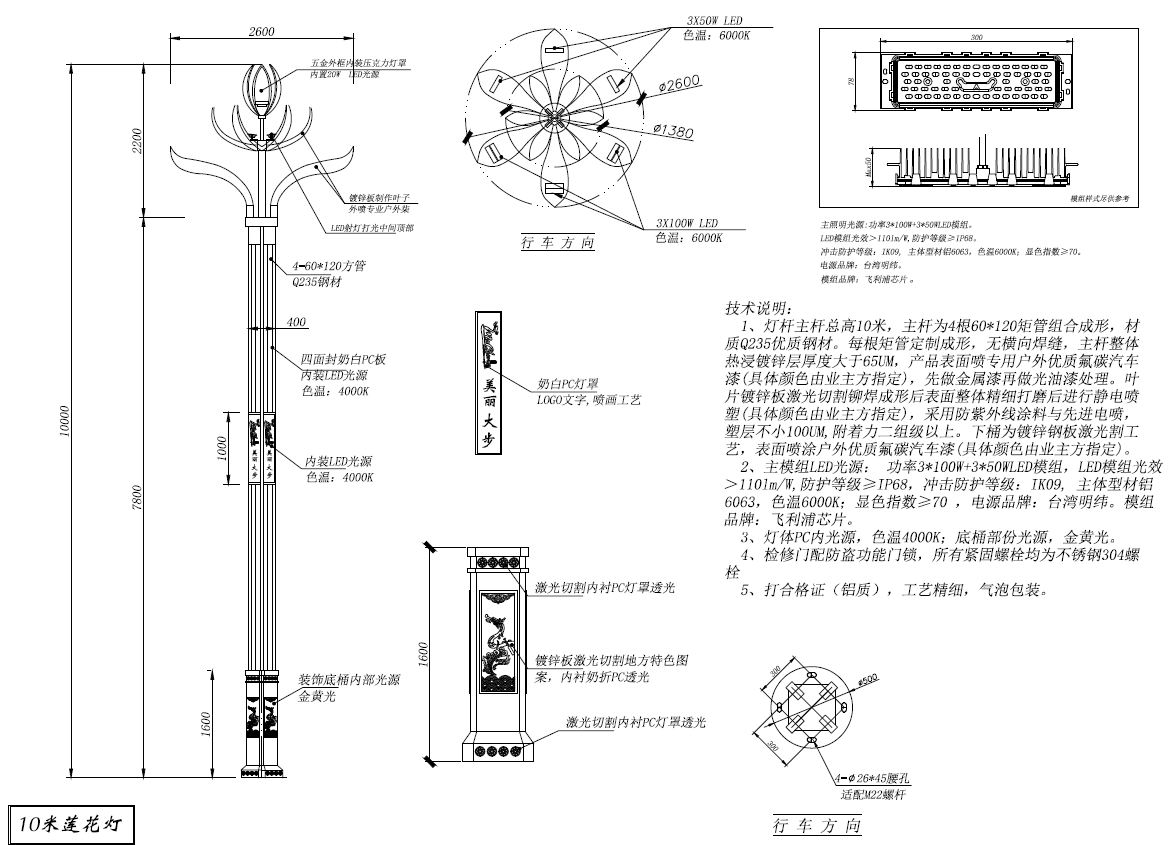 2600
五金外框内装压克力灯罩
内置20W LED光源
2200
镀锌板制作叶子
外喷专业户外柒
LED射灯打光中间顶部
4-60*120方管
Q235钢材
400
四面封奶白PC板
内装LED光源
色温：4000K
10000
1000
美丽大步
美丽大步
内装LED光源
色温：4000K
7800
1600
装饰底桶内部光源
金黄光
10米莲花灯
3X50W LED
色温：6000K
ø2600
ø1380
3X100W LED
色温：6000K
行车方向
美丽大步
奶白PC灯罩
LOGO文字,喷画工艺
1600
激光切割内衬PC灯罩透光
镀锌板激光切割地方特色图
案，内衬奶折PC透光
激光切割内衬PC灯罩透光
300
78
Max50
模组样式尽供参考
主照明光源:功率3*100W+3*50WLED模组。
LED模组光效＞110lm/W,防护等级≥IP68。
冲击防护等级：IK09, 主体型材铝6063，色温6000K；显色指数≥70。
电源品牌：台湾明纬。
模组品牌：飞利浦芯片。
技术说明：
1、灯杆主杆总高10米，主杆为4根60*120矩管组合成形，材
质Q235优质钢材。每根矩管定制成形，无横向焊缝，主杆整体
热浸镀锌层厚度大于65UM，产品表面喷专用户外优质氟碳汽车
漆(具体颜色由业主方指定)，先做金属漆再做光油漆处理。叶
片镀锌板激光切割铆焊成形后表面整体精细打磨后进行静电喷
塑(具体颜色由业主方指定)，采用防紫外线涂料与先进电喷，
塑层不小100UM,附着力二组级以上。下桶为镀锌钢板激光割工
艺，表面喷涂户外优质氟碳汽车漆(具体颜色由业主方指定)。
2、主模组LED光源： 功率3*100W+3*50WLED模组，LED模组光效
＞110lm/W,防护等级≥IP68，冲击防护等级：IK09, 主体型材铝
6063，色温6000K；显色指数≥70 ，电源品牌：台湾明纬。模组
品牌：飞利浦芯片。
3、灯体PC内光源，色温4000K；底桶部份光源，金黄光。
4、检修门配防盗功能门锁，所有紧固螺栓均为不锈钢304螺
栓
5、打合格证（铝质），工艺精细，气泡包装。
300
ø500
300
4-Φ26*45腰孔
适配M22螺杆
行车方向